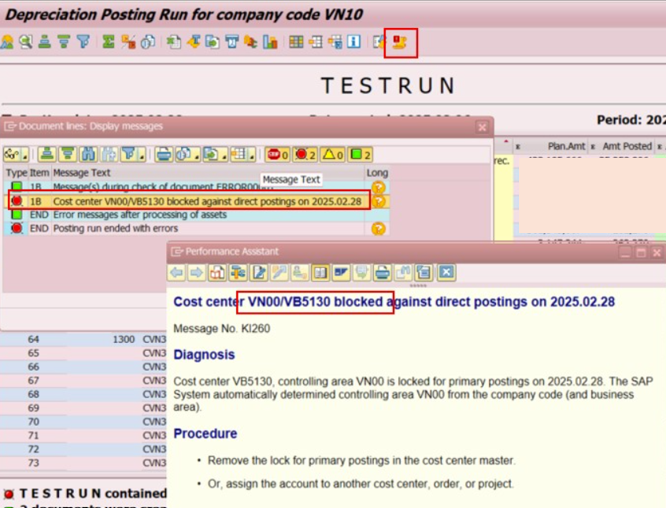 Depreciation Posting Run for company code VN10
TESTRUN
Period: 202
Document lines: Display messages
Plan.Amt
Amt Posted
rec.
0
2
0
2
Message Text
Type Item Message Text Long
1B Message(s) during check of document
1B Cost center VN00/VB5130 blocked against direct postings on 2025.02.28
END Error messages after processing of assets
END Posting run ended with errors
Performance Assistant
Cost center VN00/VB5130 blocked against direct postings on 2025.02.28
Message No. KI260
Diagnosis
Cost center VB5130, controlling area VN00 is locked for primary postings on 2025.02.28. The SAP
System automatically determined controlling area VN00 from the company code (and business
area).
Procedure
• Remove the lock for primary postings in the cost center master.
• Or, assign the account to another cost center, order, or project.
64 1300 CVN3
65 CVN3
66 CVN3
67 CVN3
68 CVN3
69 CVN3
70 CVN3
71 CVN3
72 CVN3
73 CVN3
TESTRUN contained